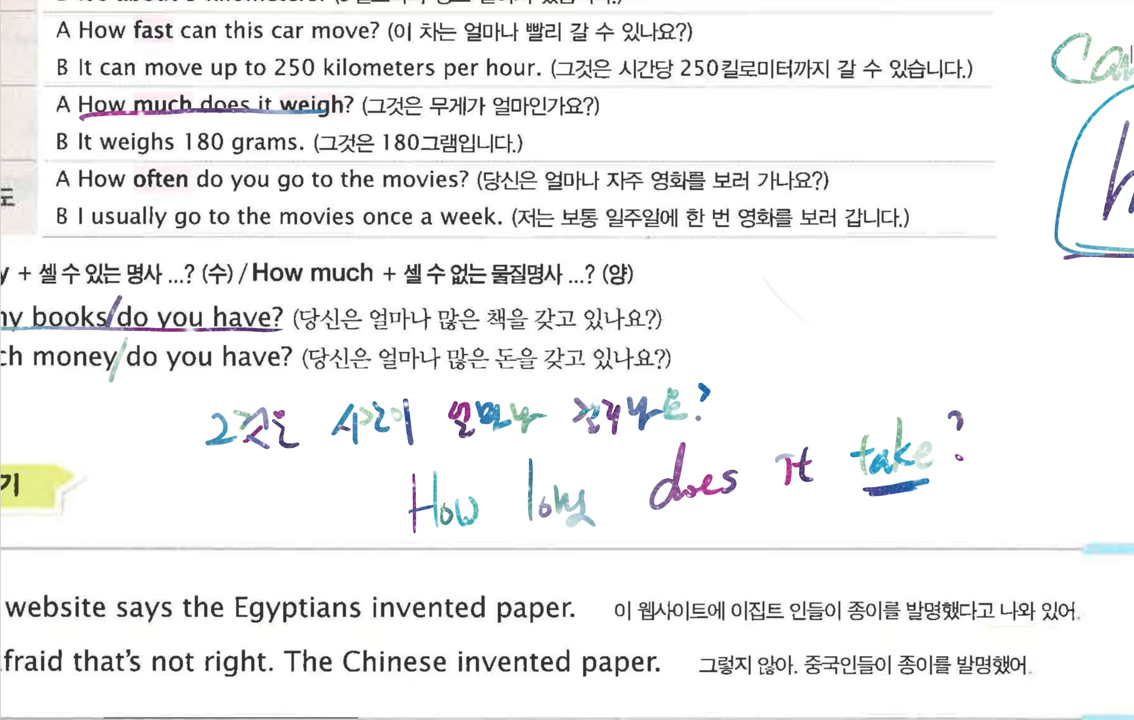 A How fast can this car move? (이 차는 얼마나 빨리 갈 수 있나요?)
B It can move up to 250 kilometers per hour. (그것은 시간당 250킬로미터까지 갈 수 있습니다.)
A How much does it weigh? (그것은 무게가 얼마인가요?)
B It weighs 180 grams. (그것은 180그램입니다.)
A How often do you go to the movies? (당신은 얼마나 자주 영화를 보러 가나요?)
도
B I usually go to the movies once a week. (저는 보통 일주일에 한 번 영화를 보러 갑니다.)
y + 셀 수 있는 명사 ...? (수) / How much + 셀 수 없는 물질명사 ...? (양)
ny books/do you have? (당신은 얼마나 많은 책을 갖고 있나요?)
ch money/do you have? (당신은 얼마나 많은 돈을 갖고 있나요?)
그것은 시간이 얼마나 걸리나요?
How long does it take?
기
website says the Egyptians invented paper. 이 웹사이트에 이집트 인들이 종이를 발명했다고 나와 있어.
fraid that's not right. The Chinese invented paper. 그렇지 않아. 중국인들이 종이를 발명했어.